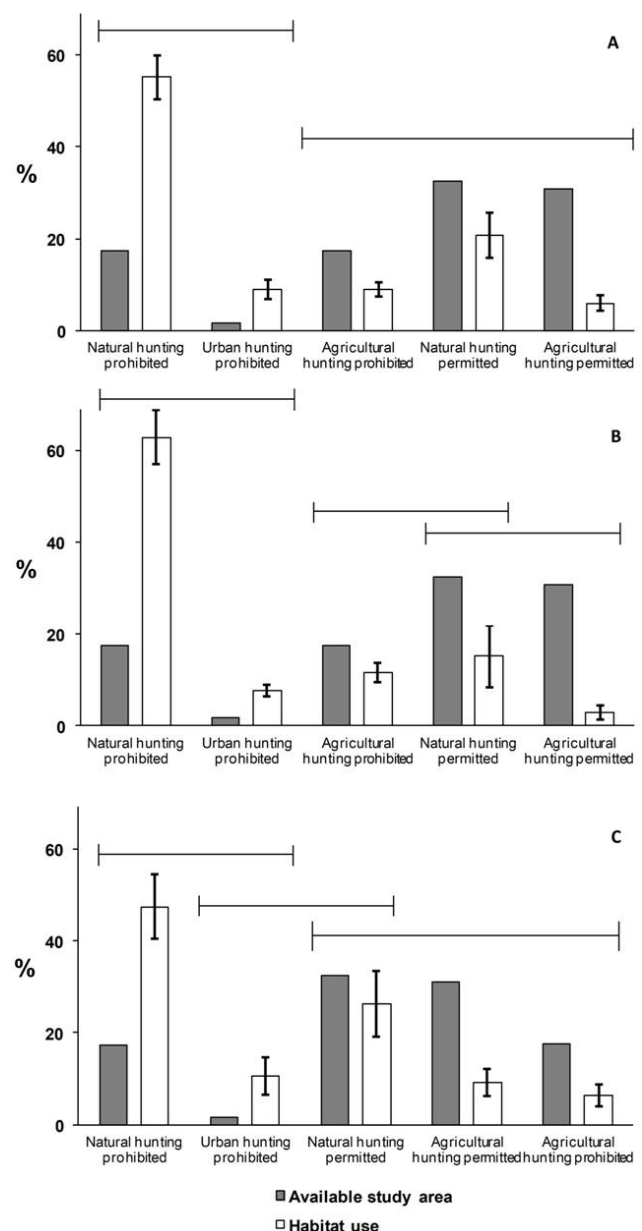 A
60
40
%
20
0
Natural hunting prohibited
Urban hunting prohibited
Agricultural hunting prohibited
Natural hunting permitted
Agricultural hunting permitted
B
60
40
%
20
0
Natural hunting prohibited
Urban hunting prohibited
Agricultural hunting prohibited
Natural hunting permitted
Agricultural hunting permitted
C
60
40
%
20
0
Natural hunting prohibited
Urban hunting prohibited
Natural hunting permitted
Agricultural hunting permitted
Agricultural hunting prohibited
Available study area
Habitat use